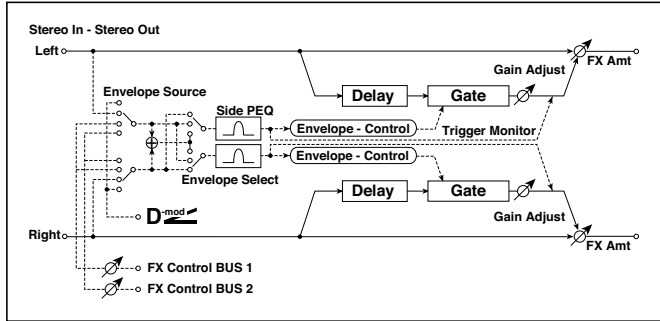 Stereo In - Stereo Out
Left
FX Amt
Gain Adjust
Envelope Source
Side PEQ
Delay
Gate
Envelope - Control
Trigger Monitor
Envelope - Control
Envelope Select
Delay
Gate
D-mod
Gain Adjust
Right
FX Amt
FX Control BUS 1
FX Control BUS 2